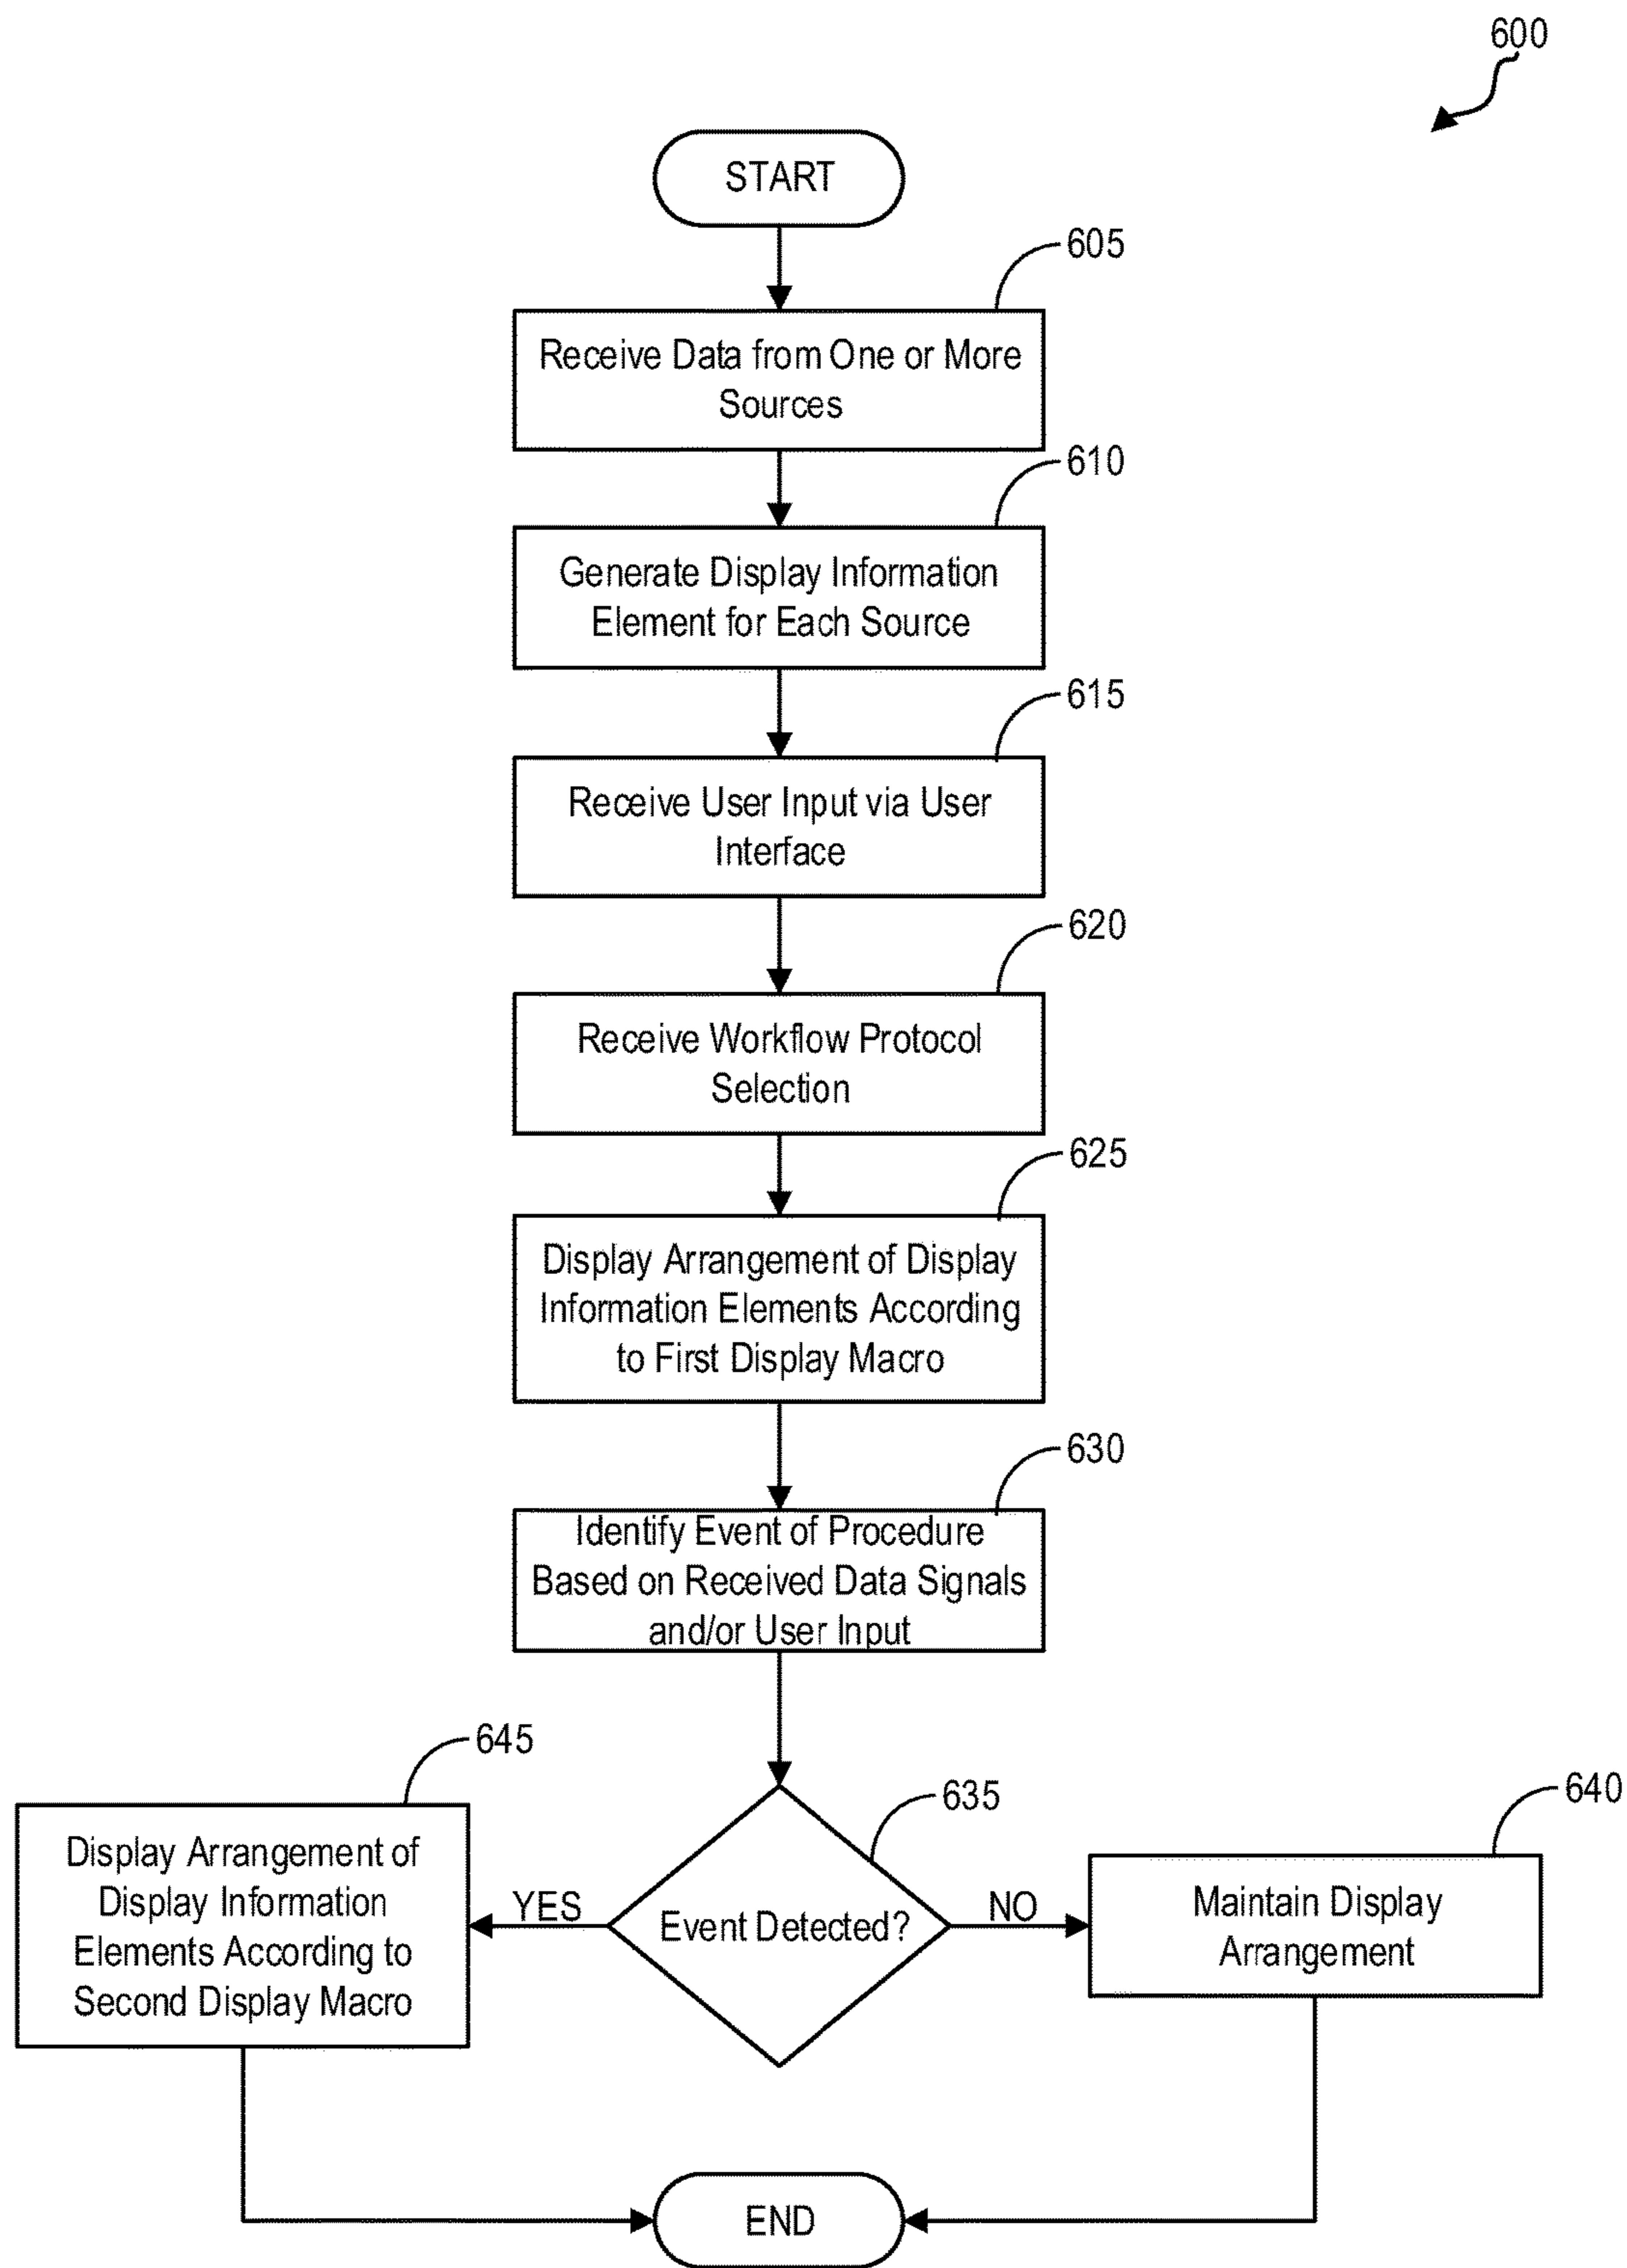 600
START
605
Receive Data from One or More
Sources
610
Generate Display Information
Element for Each Source
615
Receive User Input via User
Interface
620
Receive Workflow Protocol
Selection
625
Display Arrangement of Display
Information Elements According
to First Display Macro
630
Identify Event of Procedure
Based on Received Data Signals
and/or User Input
645
Display Arrangement of
Display Information
Elements According to
Second Display Macro
YES
635
Event Detected?
NO
640
Maintain Display
Arrangement
END